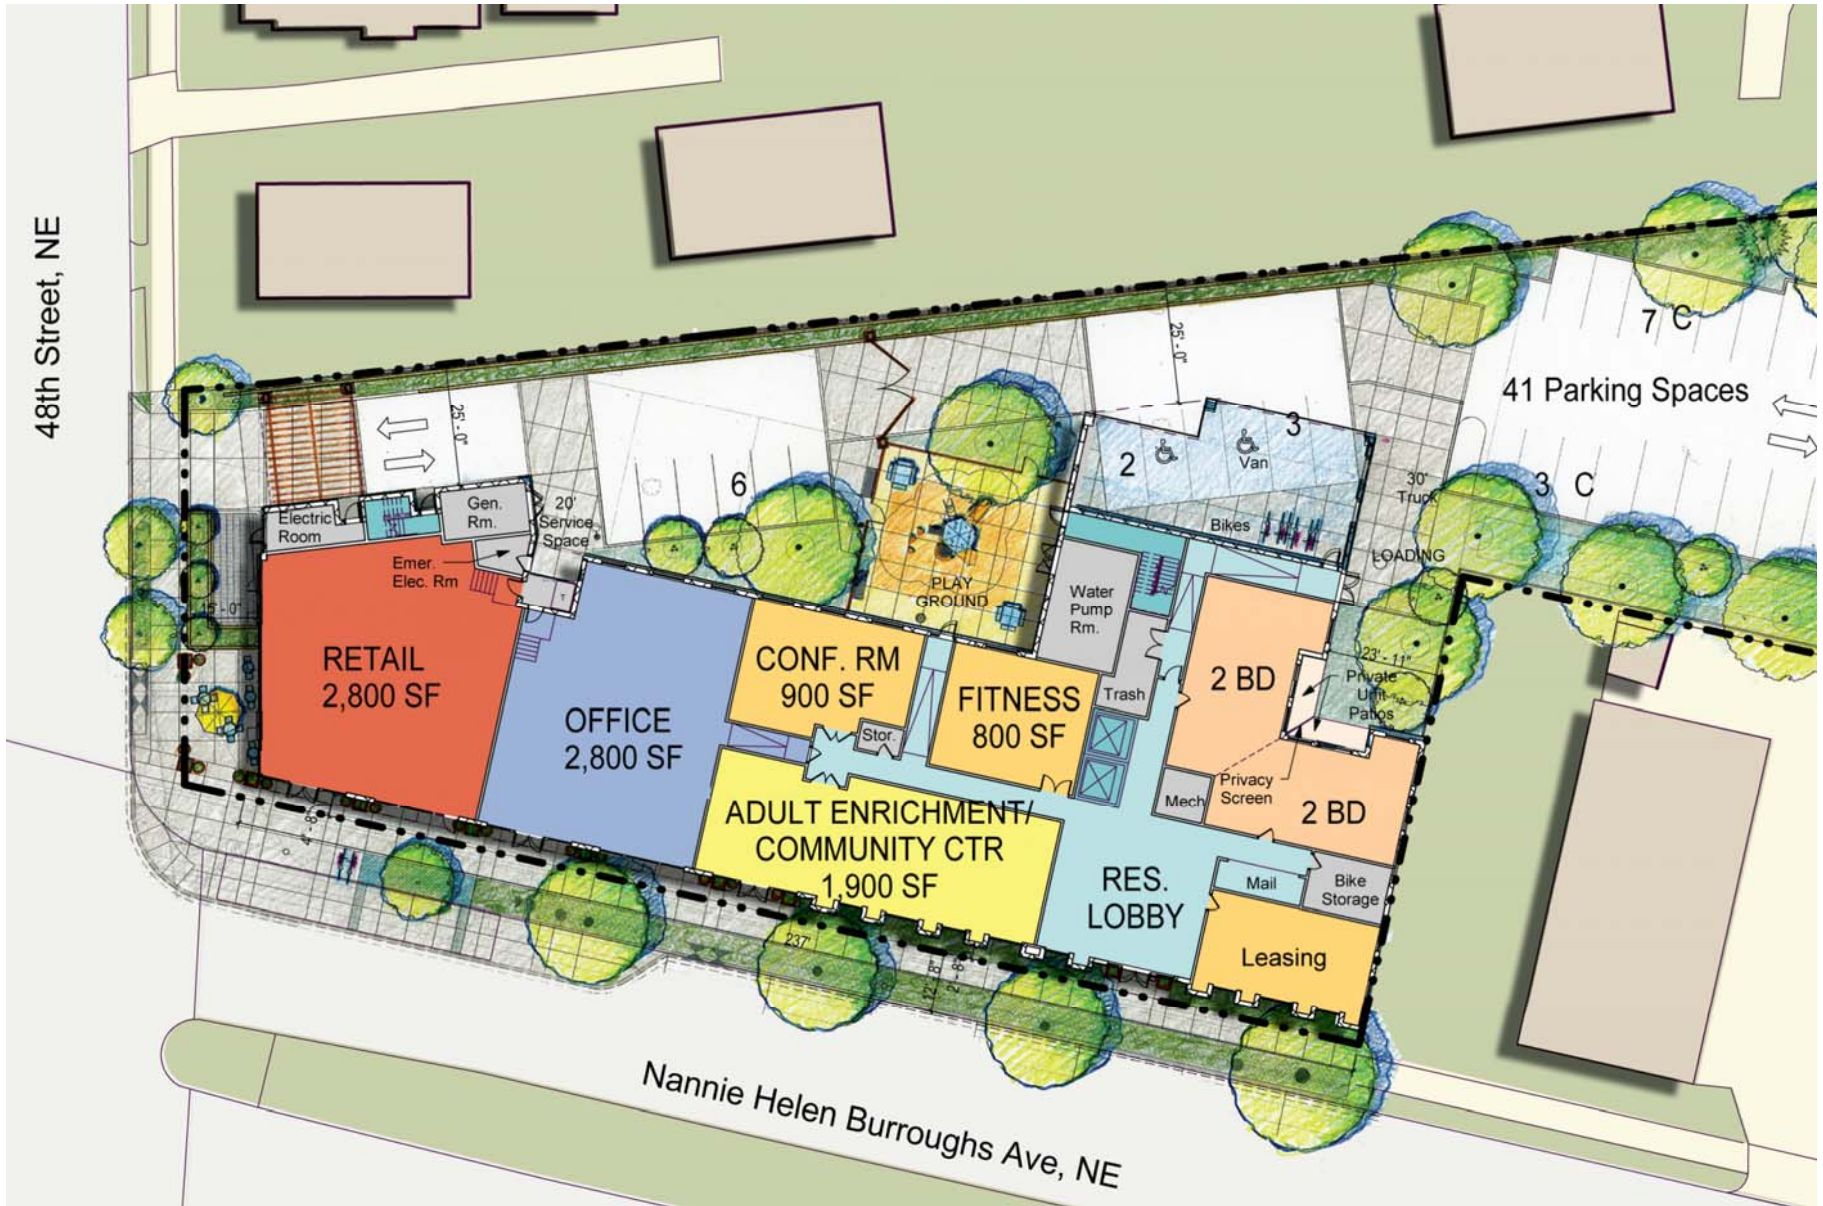 48th Street, NE
7 C
41 Parking Spaces
25' - 0"
25' - 0"
3
2
Van
6
30'
Truck
3 C
Electric
Room
Gen.
Rm.
20'
Service
Space
Bikes
LOADING
Emer.
Elec. Rm
T
PLAY
GROUND
Water
Pump
Rm.
15' - 0"
RETAIL
2,800 SF
CONF. RM
900 SF
FITNESS
800 SF
Trash
2 BD
23' - 11"
Private
Unit
Patios
OFFICE
2,800 SF
Stor.
Mech
Privacy
Screen
2 BD
ADULT ENRICHMENT/
COMMUNITY CTR
1,900 SF
RES.
LOBBY
Mail
Bike
Storage
Leasing
237'
12' - 8"
2' - 8"
Nannie Helen Burroughs Ave, NE